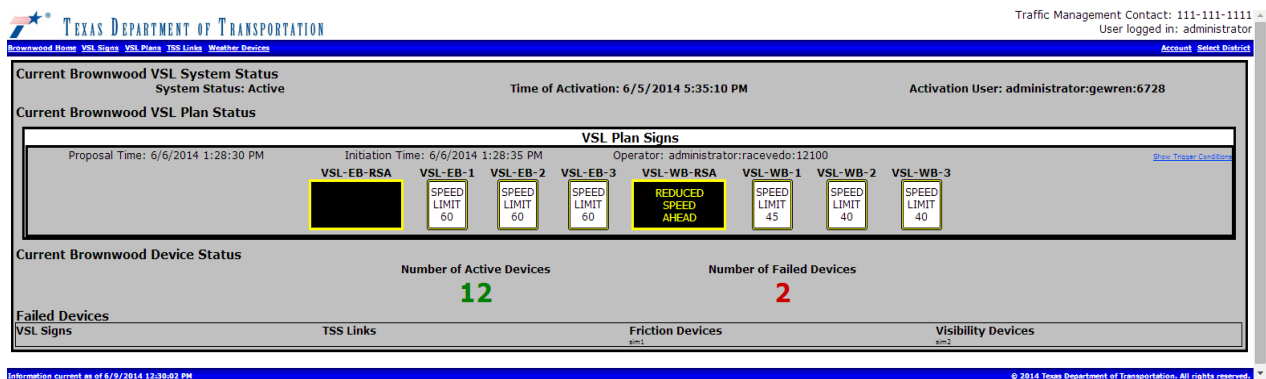 Texas Department of Transportation
Traffic Management Contact: 111-111-1111
User logged in: administrator
Brownwood Home VSL Signs VSL Plans TSS Links Weather Devices Account Select District
Current Brownwood VSL System Status
System Status: Active Time of Activation: 6/5/2014 5:35:10 PM Activation User: administrator:gewren:6728
Current Brownwood VSL Plan Status
VSL Plan Signs
Proposal Time: 6/6/2014 1:28:30 PM Initiation Time: 6/6/2014 1:28:35 PM Operator: administrator:racevedo:12100 Show Trigger Conditions
VSL-EB-RSA VSL-EB-1 VSL-EB-2 VSL-EB-3 VSL-WB-RSA VSL-WB-1 VSL-WB-2 VSL-WB-3
SPEED SPEED SPEED REDUCED SPEED SPEED SPEED
LIMIT LIMIT LIMIT SPEED LIMIT LIMIT LIMIT
60 60 60 AHEAD 45 40 40
Current Brownwood Device Status
Number of Active Devices Number of Failed Devices
12 2
Failed Devices
VSL Signs TSS Links Friction Devices Visibility Devices
sim1 sim2
Information current as of 6/9/2014 12:30:02 PM © 2014 Texas Department of Transportation. All rights reserved.